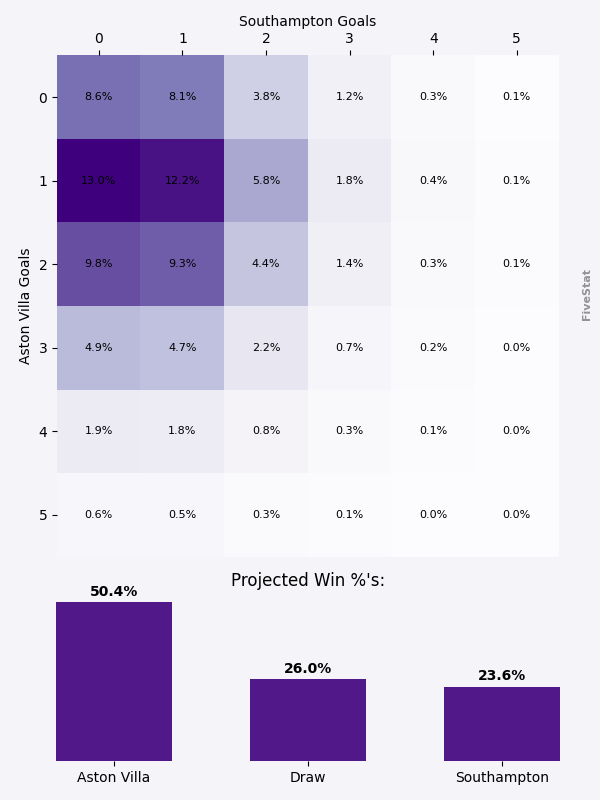 Southampton Goals
0 1 2 3 4 5
0 8.6% 8.1% 3.8% 1.2% 0.3% 0.1%
1 13.0% 12.2% 5.8% 1.8% 0.4% 0.1%
2 9.8% 9.3% 4.4% 1.4% 0.3% 0.1%
3 4.9% 4.7% 2.2% 0.7% 0.2% 0.0%
4 1.9% 1.8% 0.8% 0.3% 0.1% 0.0%
5 0.6% 0.5% 0.3% 0.1% 0.0% 0.0%
Aston Villa Goals
FiveStat
Projected Win %'s:
50.4% 26.0% 23.6%
Aston Villa Draw Southampton